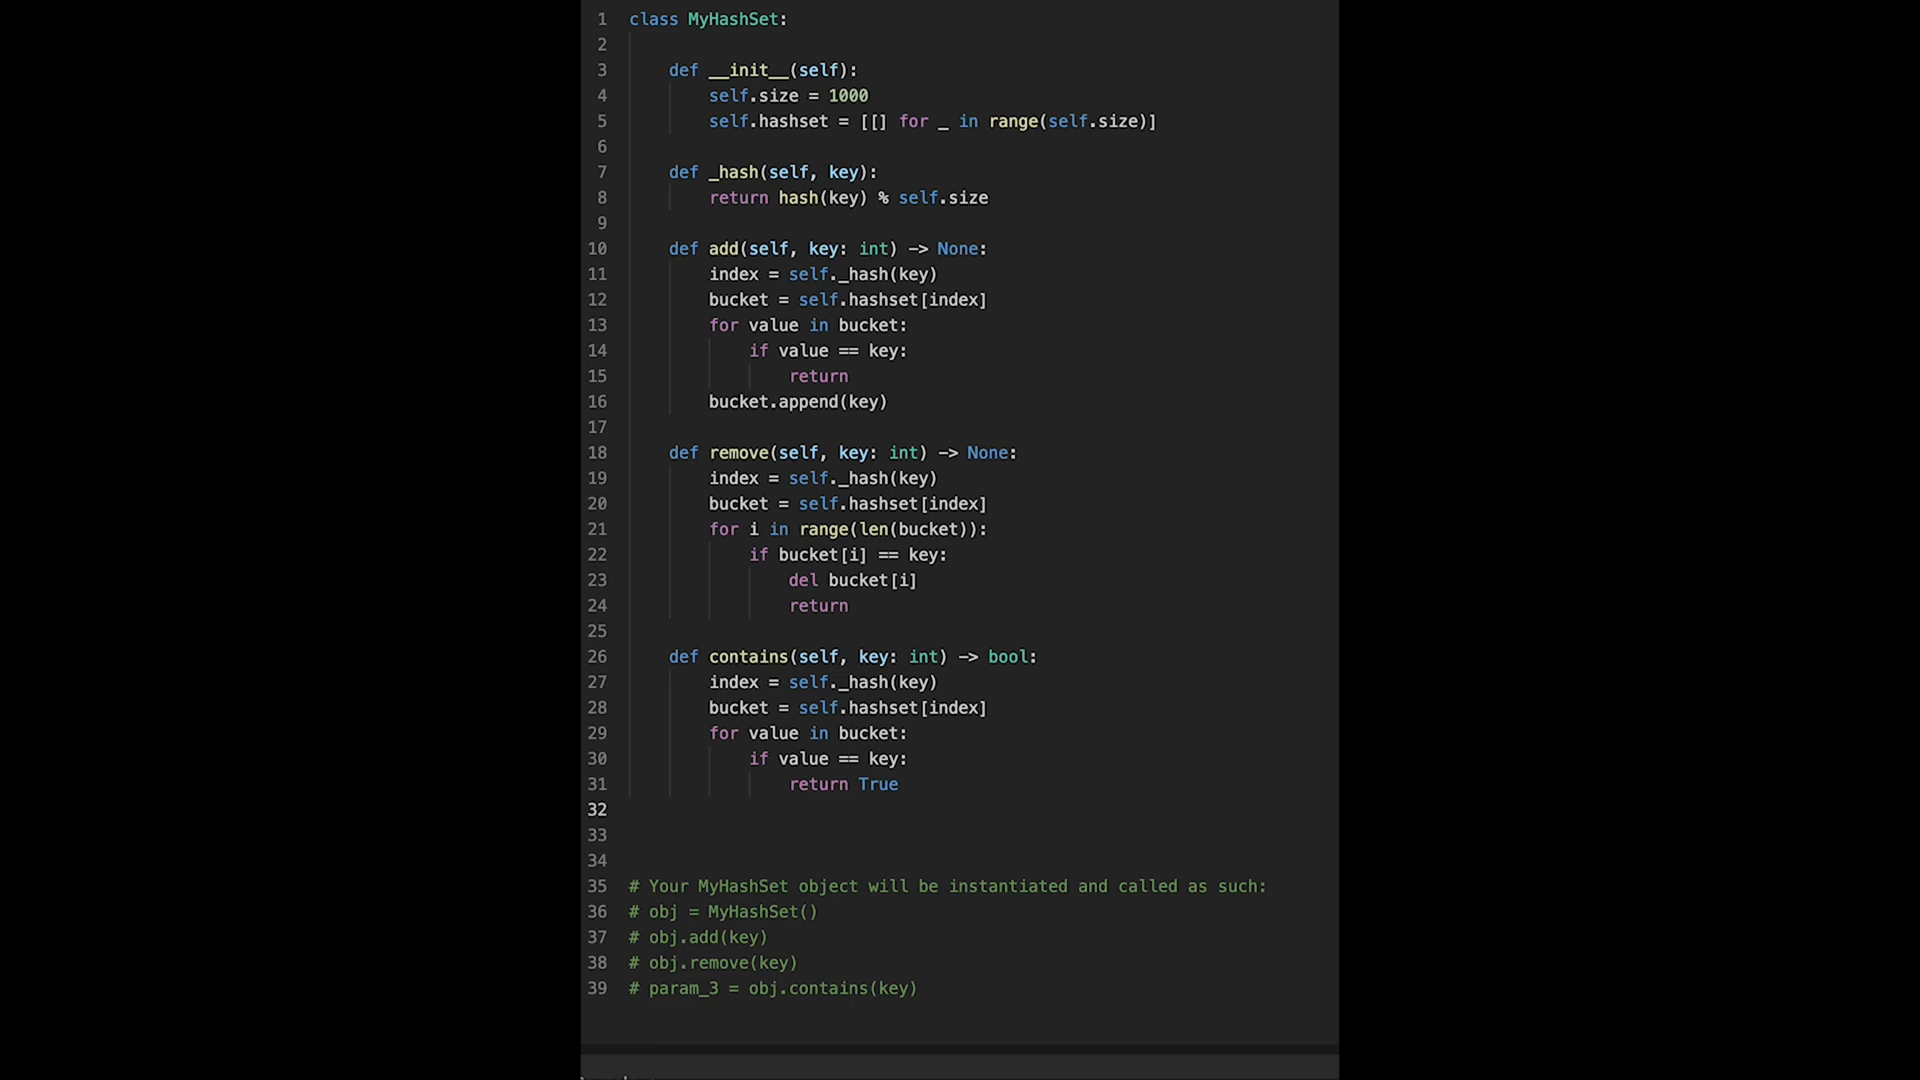 1 class MyHashSet:
2
3 def __init__(self):
4 self.size = 1000
5 self.hashset = [[] for _ in range(self.size)]
6
7 def _hash(self, key):
8 return hash(key) % self.size
9
10 def add(self, key: int) -> None:
11 index = self._hash(key)
12 bucket = self.hashset[index]
13 for value in bucket:
14 if value == key:
15 return
16 bucket.append(key)
17
18 def remove(self, key: int) -> None:
19 index = self._hash(key)
20 bucket = self.hashset[index]
21 for i in range(len(bucket)):
22 if bucket[i] == key:
23 del bucket[i]
24 return
25
26 def contains(self, key: int) -> bool:
27 index = self._hash(key)
28 bucket = self.hashset[index]
29 for value in bucket:
30 if value == key:
31 return True
32
33
34
35 # Your MyHashSet object will be instantiated and called as such:
36 # obj = MyHashSet()
37 # obj.add(key)
38 # obj.remove(key)
39 # param_3 = obj.contains(key)